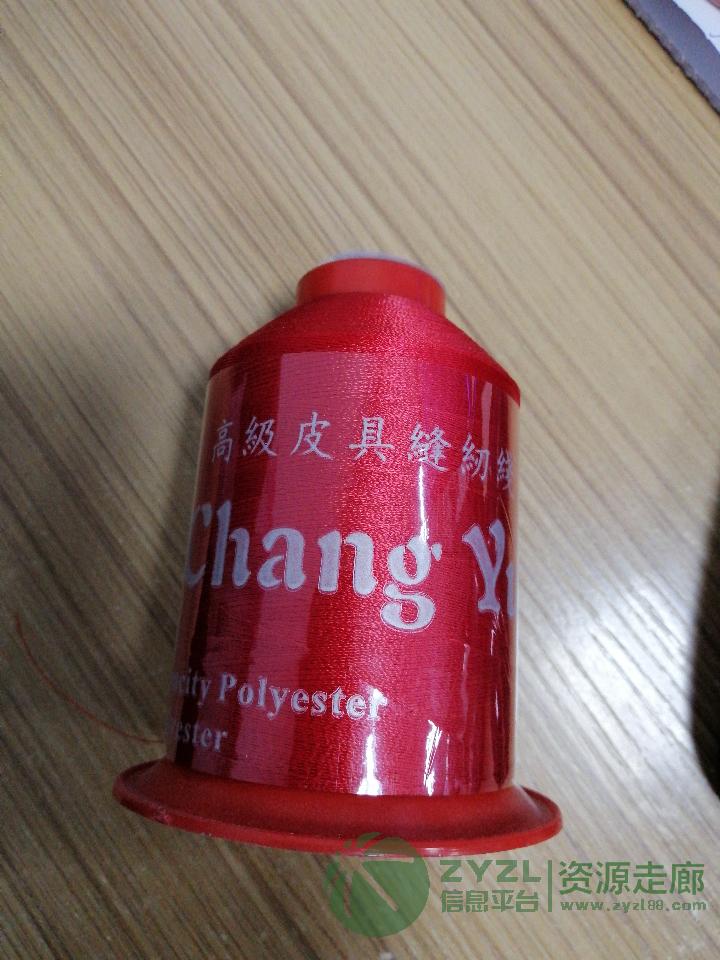 高級皮具縫紉线
Chang Y
Polyester
ZYZL 资源走廊
信息平台 www.zyzl88.com